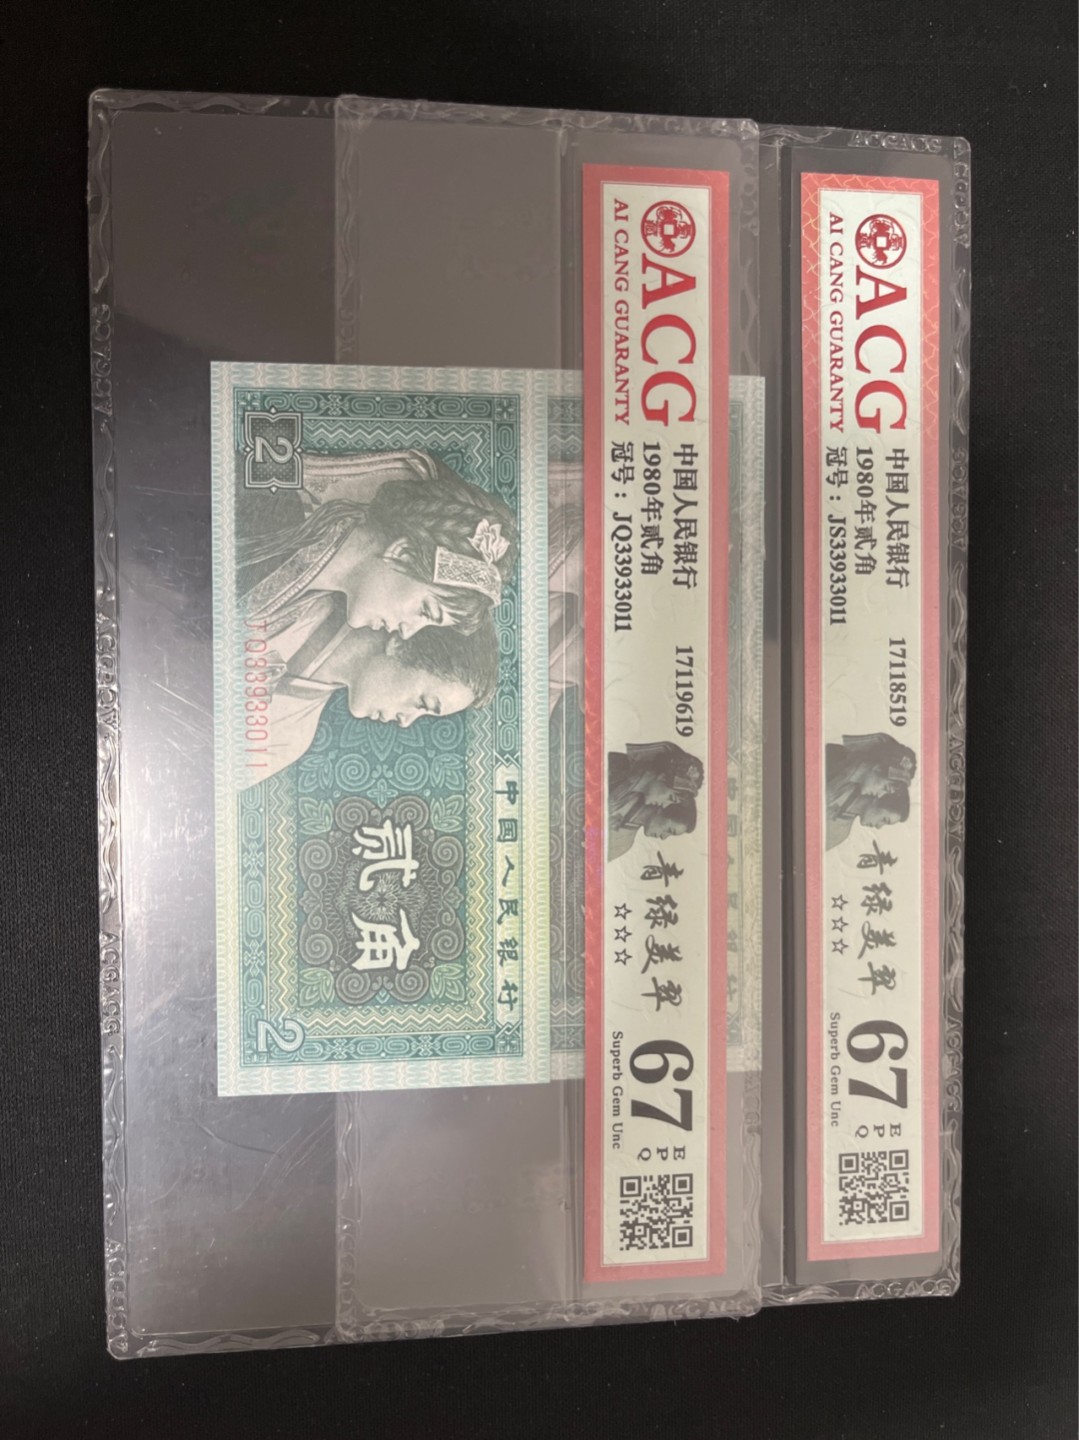 ACG
AI CANG GUARANTY
中国人民银行 17118519
1980年贰角
冠号：JS33933011
青绿美翠
☆☆☆
67
EPQ
Superb Gem Unc
ACG
AI CANG GUARANTY
中国人民银行 17119619
1980年贰角
冠号：JQ33933011
青绿美翠
☆☆☆
67
EPQ
Superb Gem Unc
中国人民银行
贰角
2
JQ33933011
2